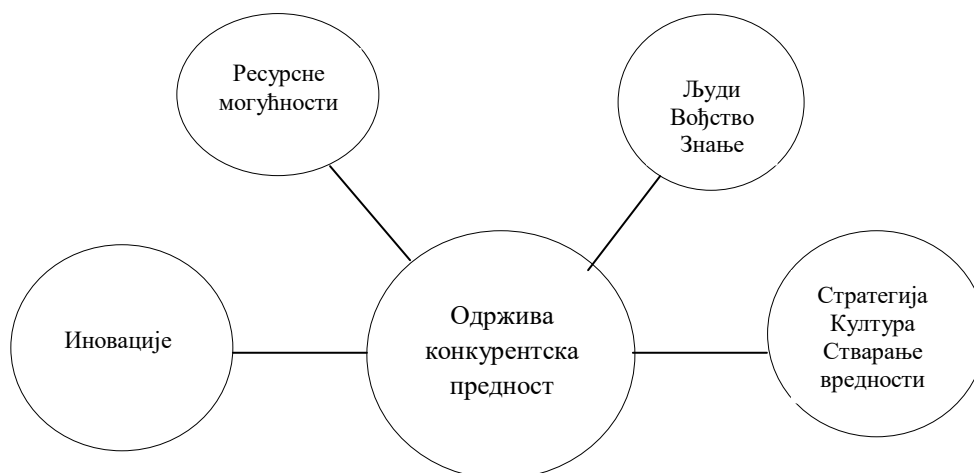 Ресурсне
могућности
Људи
Вођство
Знање
Иновације
Одржива
конкурентска
предност
Стратегија
Култура
Стварање
вредности